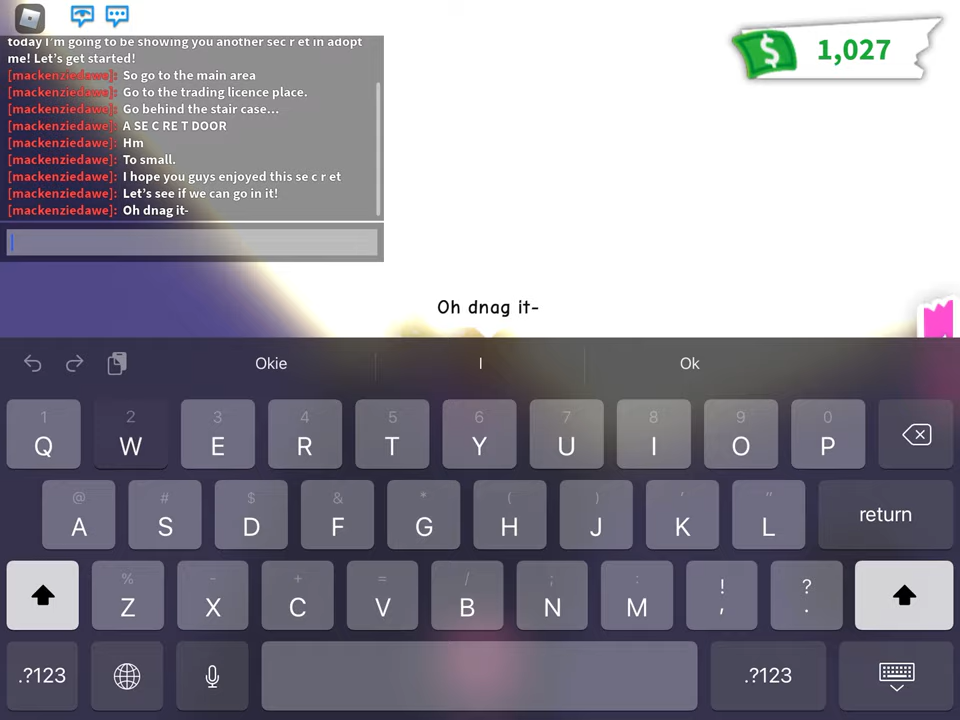 1,027
today I'm going to be showing you another sec r et in adopt
me! Let's get started!
[mackenziedawe]: So go to the main area
[mackenziedawe]: Go to the trading licence place.
[mackenziedawe]: Go behind the stair case...
[mackenziedawe]: A SE C RE T DOOR
[mackenziedawe]: Hm
[mackenziedawe]: To small.
[mackenziedawe]: I hope you guys enjoyed this se c r et
[mackenziedawe]: Let's see if we can go in it!
[mackenziedawe]: Oh dnag it-
Oh dnag it-
Okie I Ok
1 2 3 4 5 6 7 8 9 0
Q W E R T Y U I O P
@ # $ & * ( ) ' "
A S D F G H J K L return
% - + = / ; : ! ?
Z X C V B N M , .
.?123 .?123